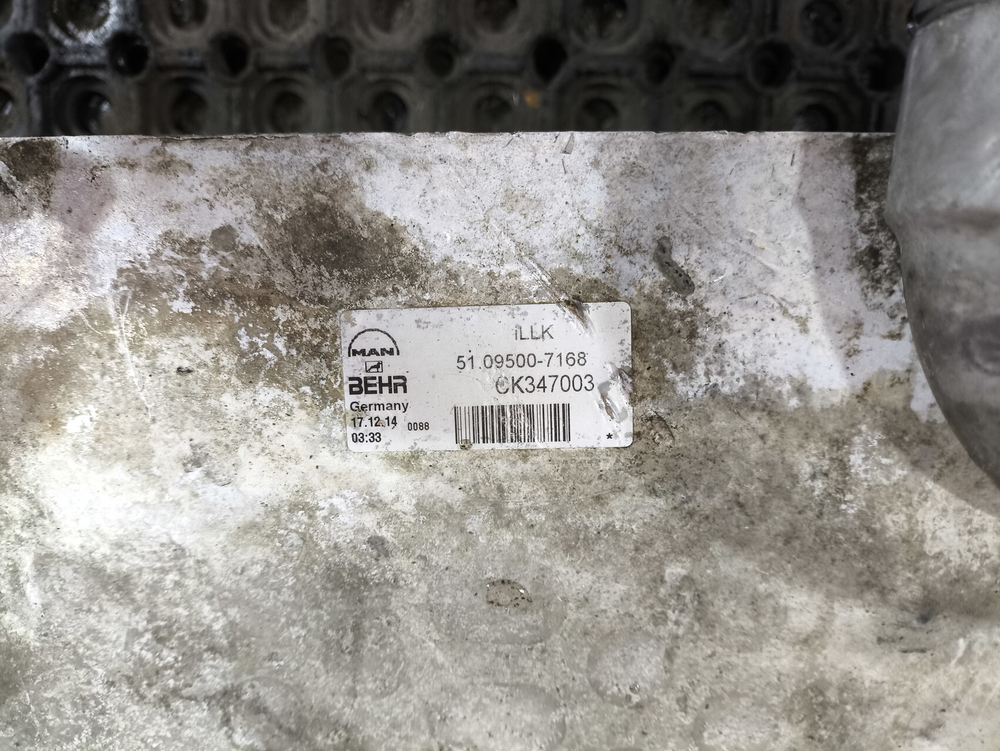 MAN
BEHR
Germany
17.12.14 0088
03:33
ILLK
51.09500-7168
CK347003
*